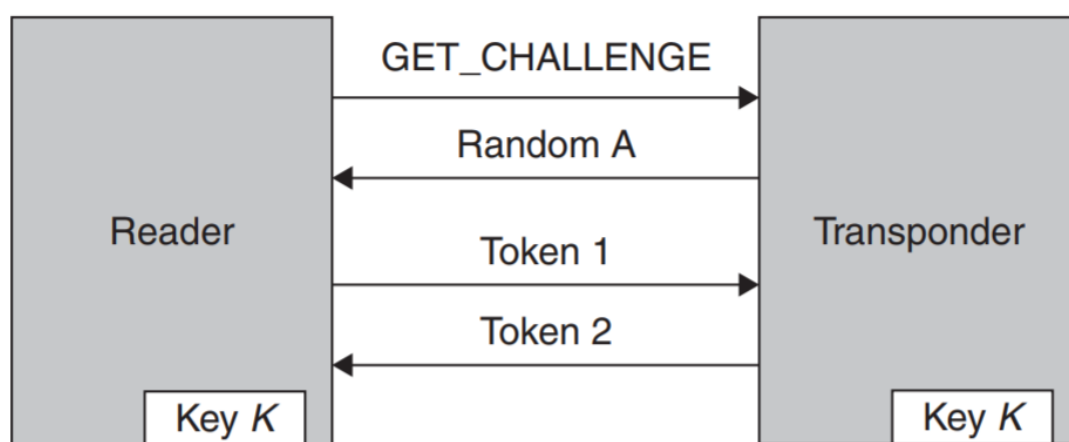 GET_CHALLENGE
Random A
Reader
Transponder
Token 1
Token 2
Key K
Key K